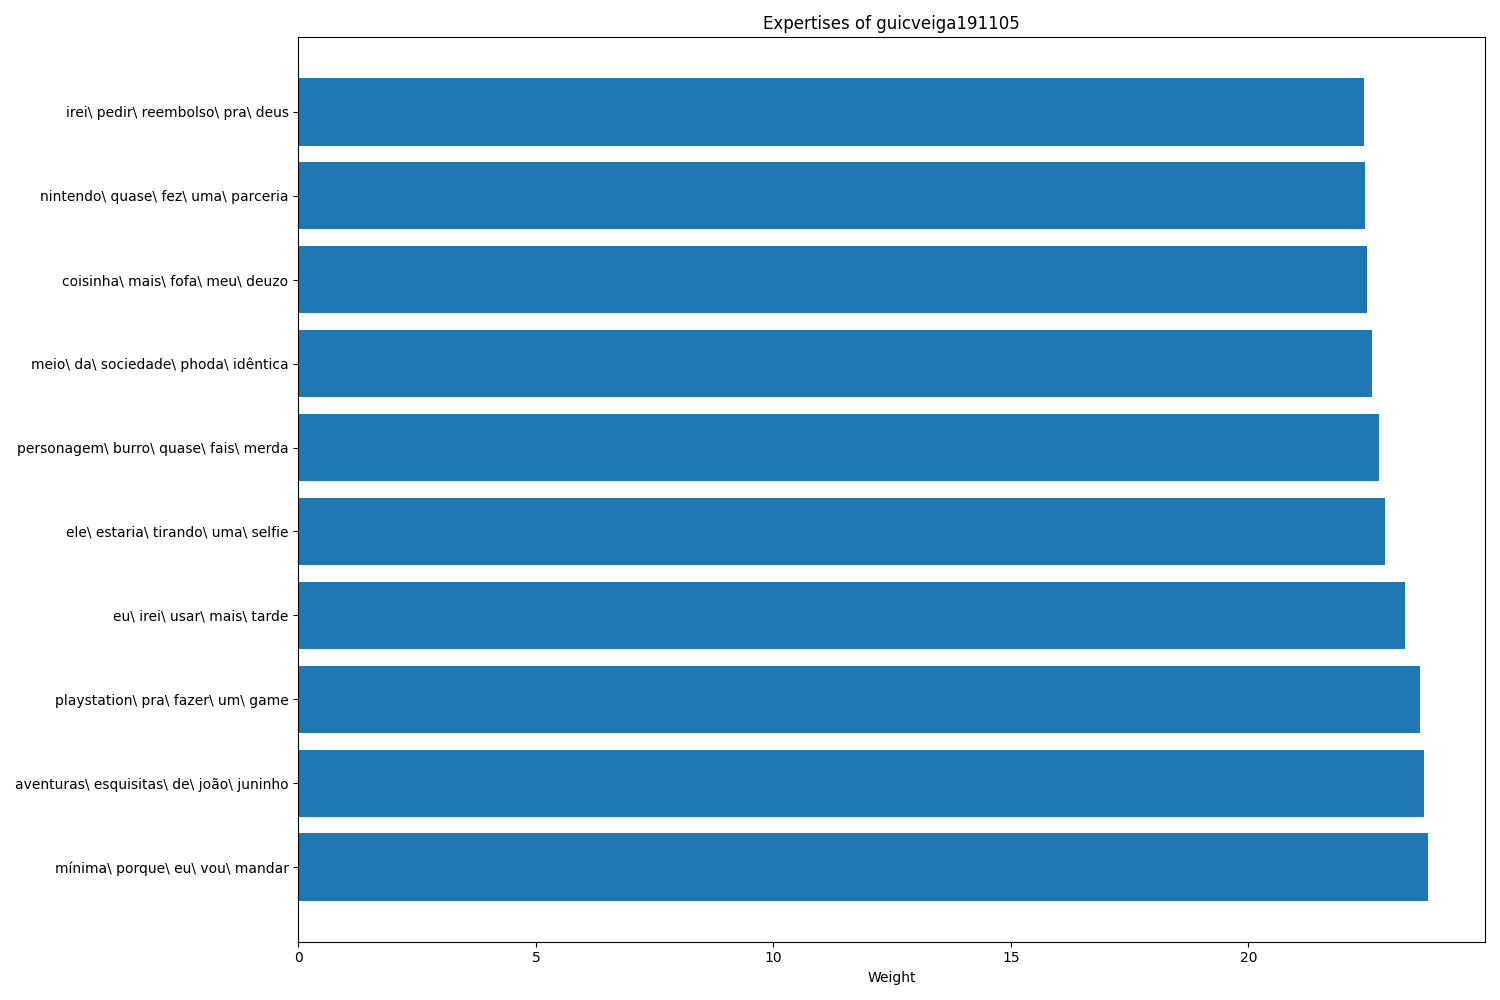 Expertises of guicveiga191105
irei\ pedir\ reembolso\ pra\ deus
nintendo\ quase\ fez\ uma\ parceria
coisinha\ mais\ fofa\ meu\ deuzo
meio\ da\ sociedade\ phoda\ idêntica
personagem\ burro\ quase\ fais\ merda
ele\ estaria\ tirando\ uma\ selfie
eu\ irei\ usar\ mais\ tarde
playstation\ pra\ fazer\ um\ game
aventuras\ esquisitas\ de\ joão\ juninho
mínima\ porque\ eu\ vou\ mandar
0 5 10 15 20
Weight